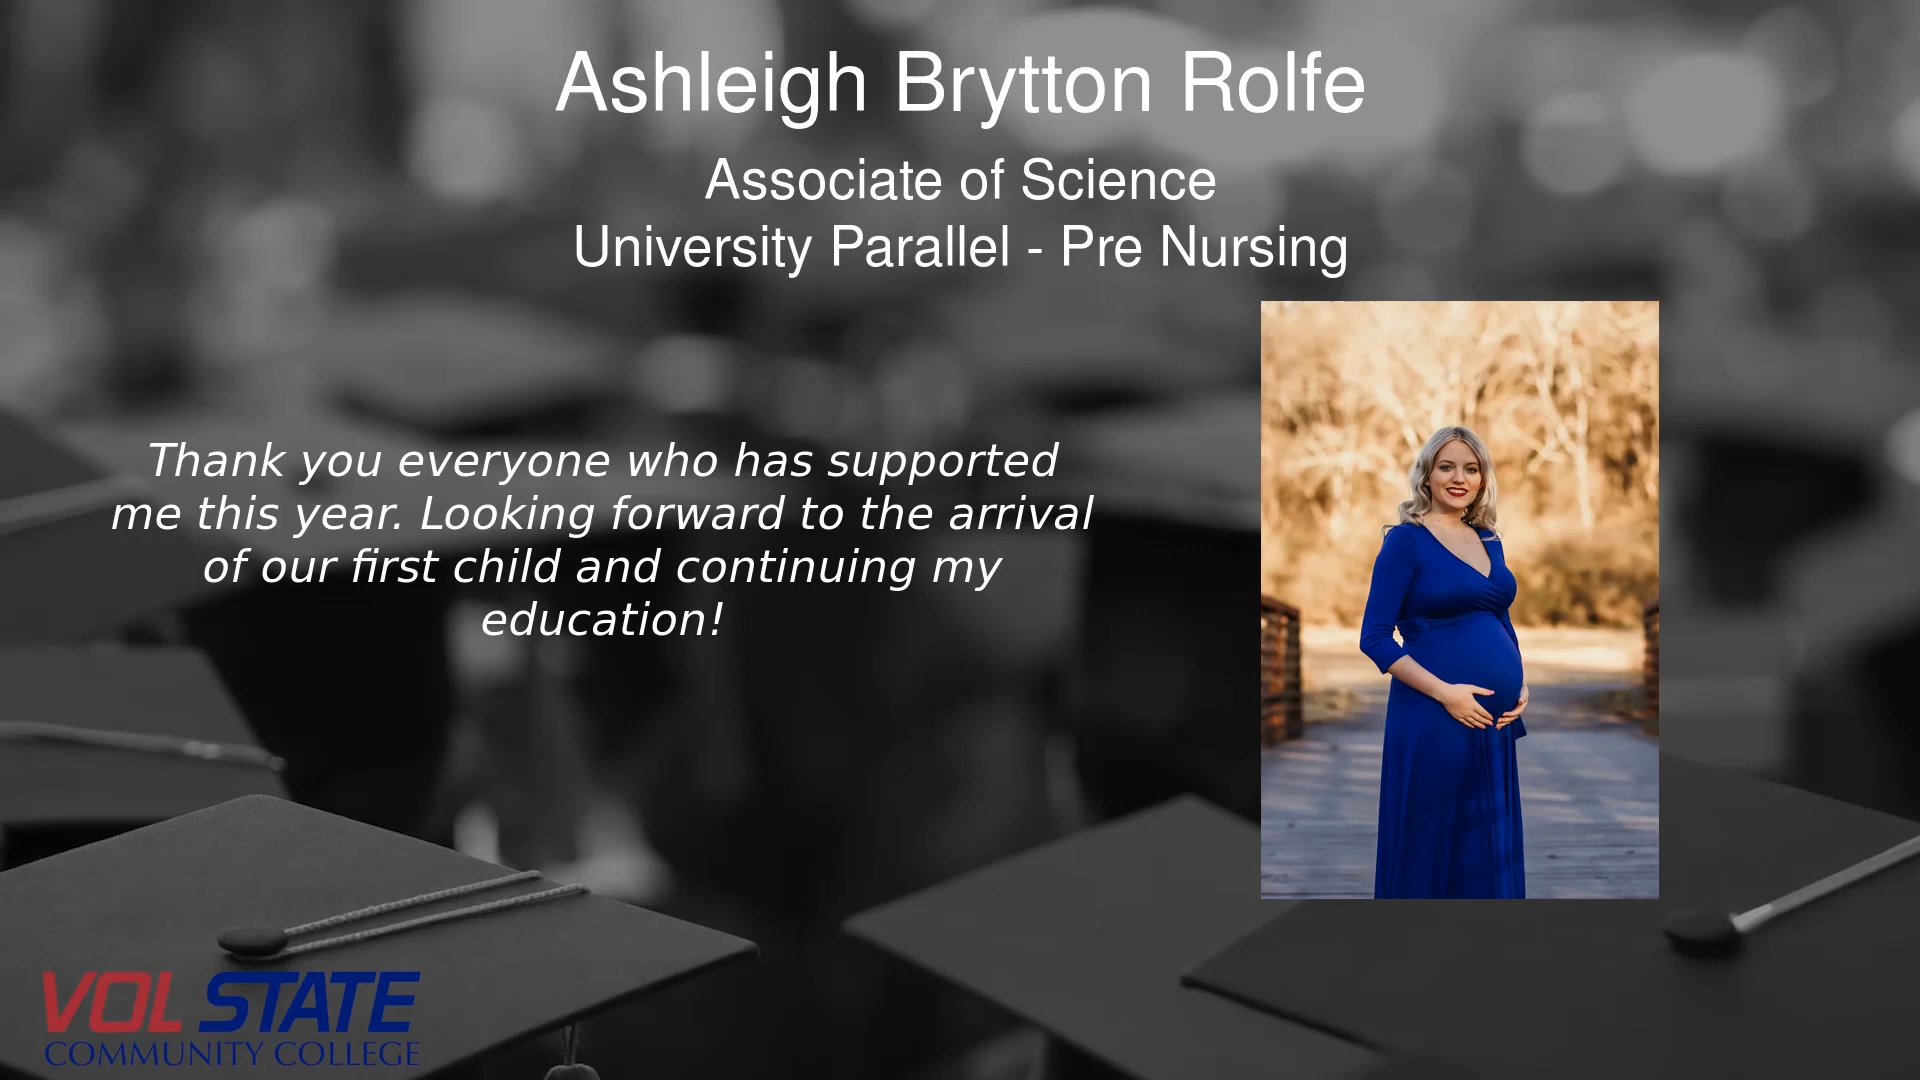 Ashleigh Brytton Rolfe
Associate of Science
University Parallel - Pre Nursing
Thank you everyone who has supported
me this year. Looking forward to the arrival
of our first child and continuing my
education!
VOL STATE
COMMUNITY COLLEGE